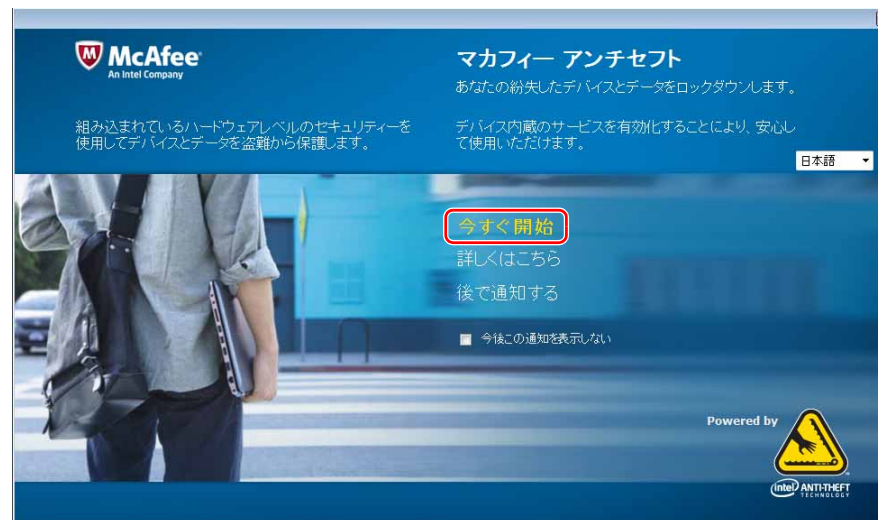 McAfee
An Intel Company
マカフィー アンチセフト
あなたの紛失したデバイスとデータをロックダウンします。
組み込まれているハードウェアレベルのセキュリティーを
使用してデバイスとデータを盗難から保護します。
デバイス内蔵のサービスを有効化することにより、安心し
て使用いただけます。
日本語
今すぐ開始
詳しくはこちら
後で通知する
今後この通知を表示しない
Powered by
intel ANTI-THEFT
TECHNOLOGY